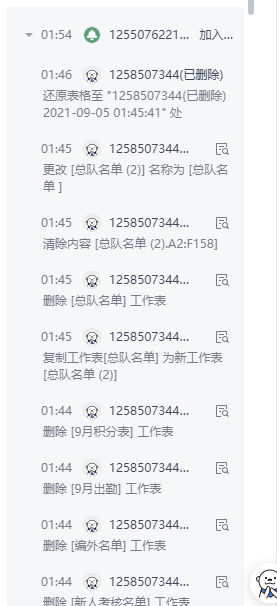 01:54 1255076221... 加入...
01:46 1258507344(已删除)
还原表格至 "1258507344(已删除)
2021-09-05 01:45:41" 处
01:45 1258507344...
更改 [总队名单 (2)] 名称为 [总队名
单 ]
01:45 1258507344...
清除内容 [总队名单 (2).A2:F158]
01:45 1258507344...
删除 [总队名单] 工作表
01:45 1258507344...
复制工作表[总队名单] 为新工作表
[总队名单 (2)]
01:44 1258507344...
删除 [9月积分表] 工作表
01:44 1258507344...
删除 [9月出勤] 工作表
01:44 1258507344...
删除 [编外名单] 工作表
01:44 1258507344...
删除 [新人考核名单] 工作表